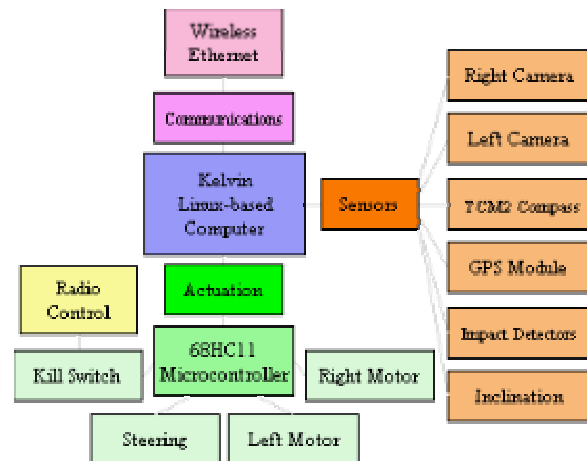 Wireless
Ethernet
Right Camera
Communications
Left Camera
Kelvin
Linux-based
Computer
Sensors
TCM2 Compass
GPS Module
Radio
Control
Actuation
Impact Detectors
Kill Switch
68HC11
Microcontroller
Right Motor
Inclination
Steering
Left Motor